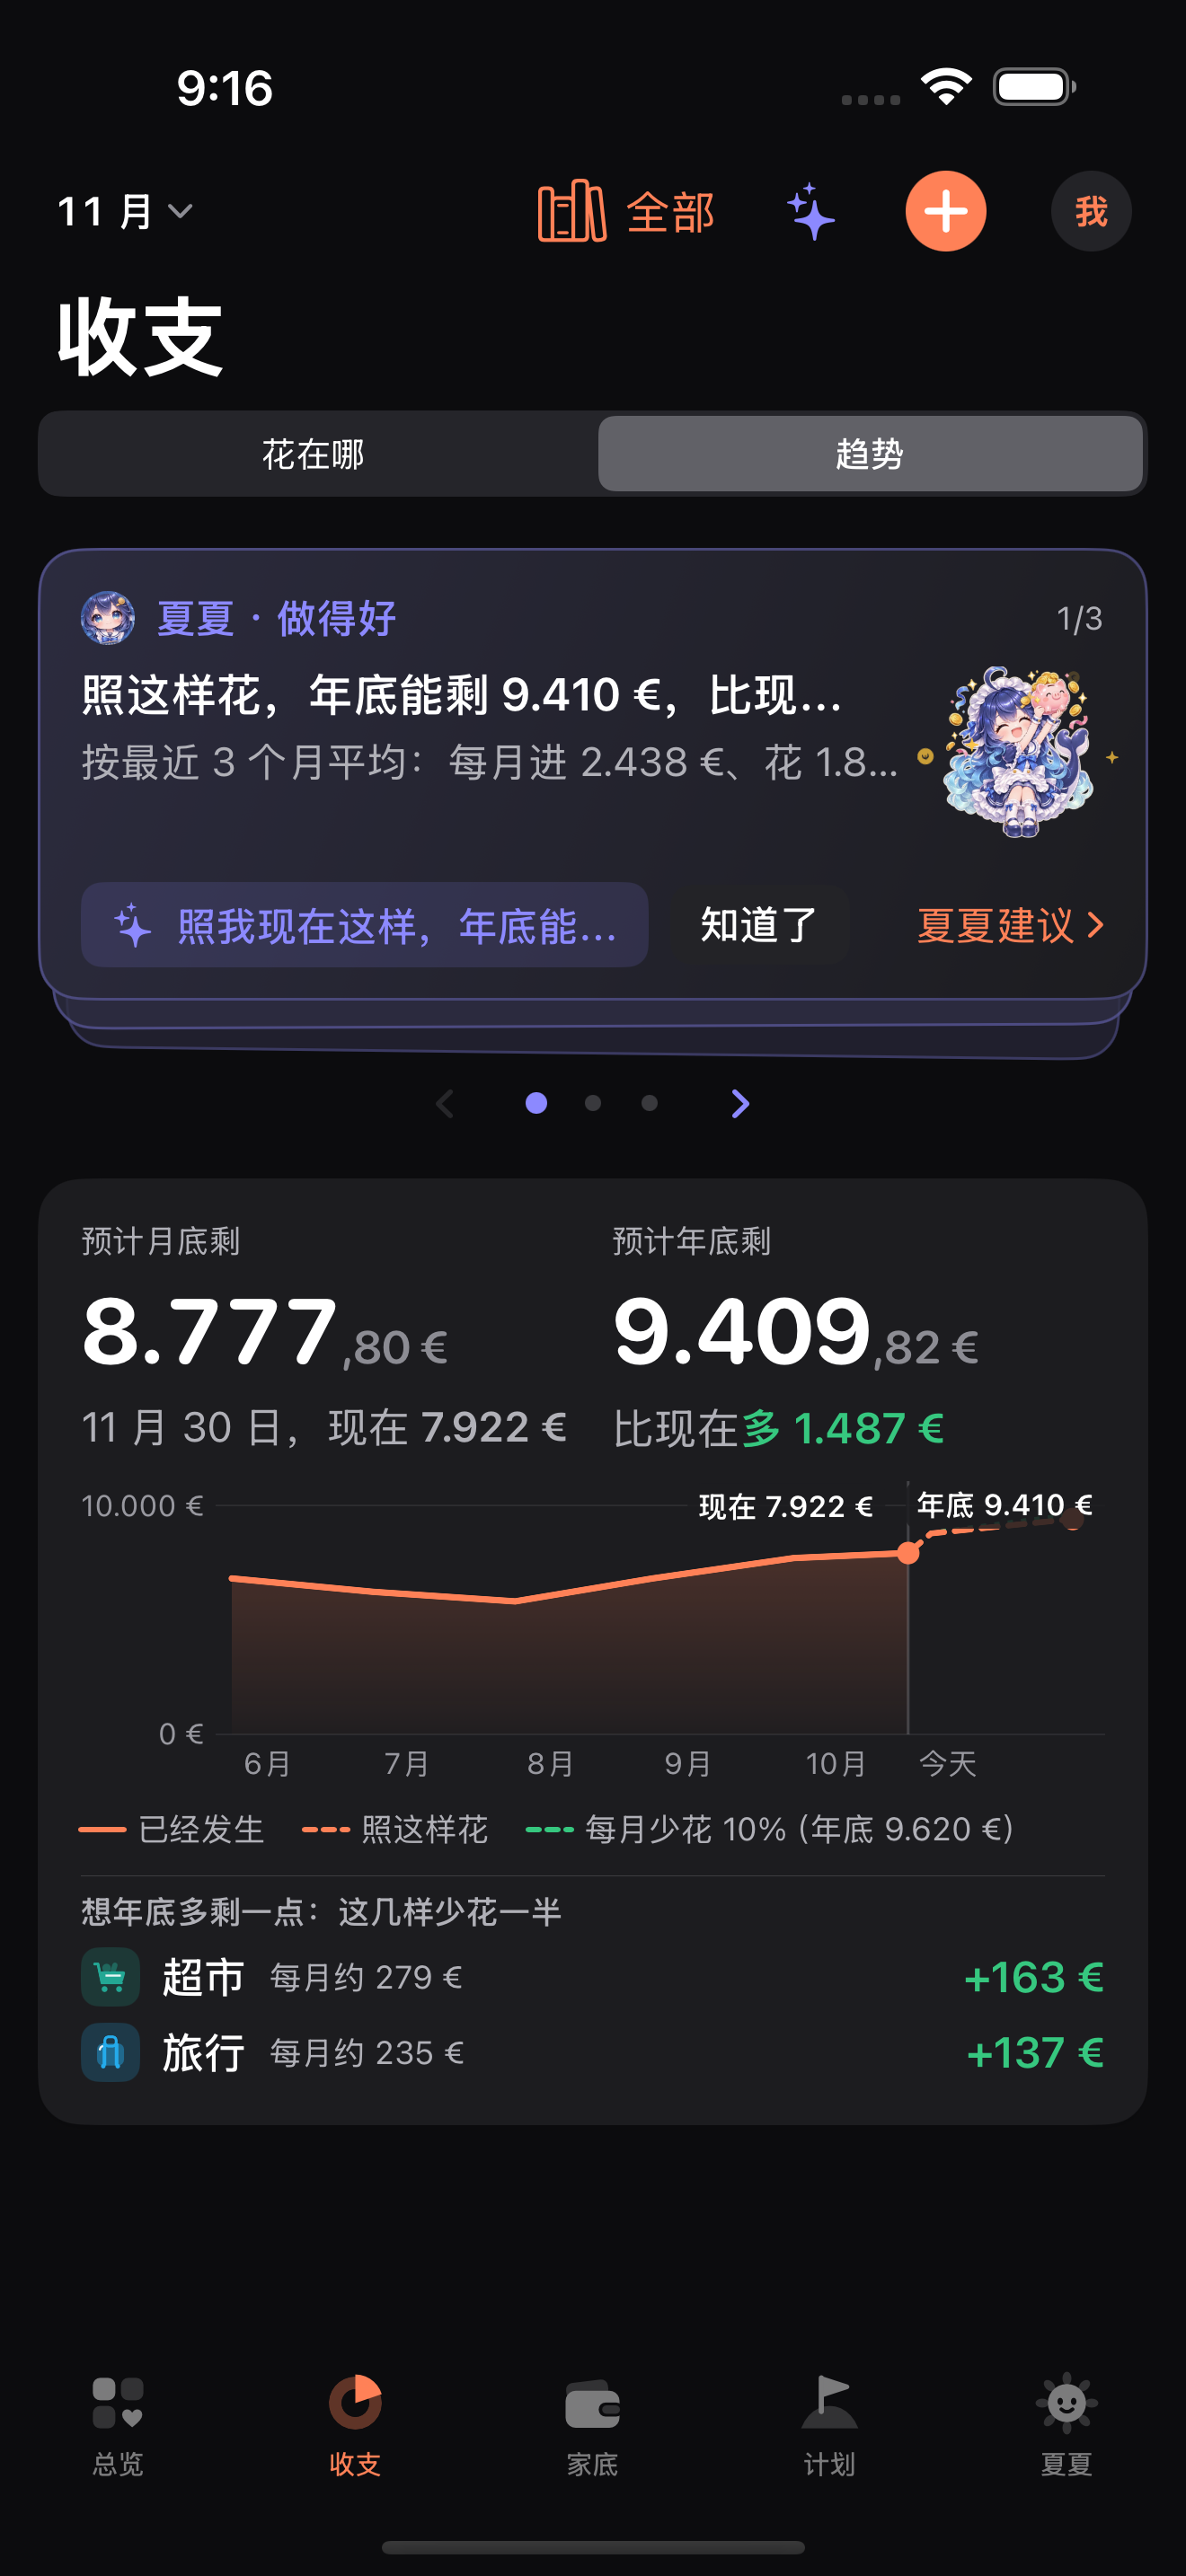 9:16
11 月
全部
我
收支
花在哪
趋势
夏夏 · 做得好
1/3
照这样花，年底能剩 9.410 €，比现…
按最近 3 个月平均：每月进 2.438 €、花 1.8...
照我现在这样，年底能…
知道了
夏夏建议
预计月底剩
预计年底剩
8.777,80 €
9.409,82 €
11 月 30 日，现在 7.922 €
比现在多 1.487 €
10.000 €
现在 7.922 €
年底 9.410 €
0 €
6月
7月
8月
9月
10月
今天
已经发生
照这样花
每月少花 10% (年底 9.620 €)
想年底多剩一点：这几样少花一半
超市 每月约 279 €
+163 €
旅行 每月约 235 €
+137 €
总览
收支
家底
计划
夏夏